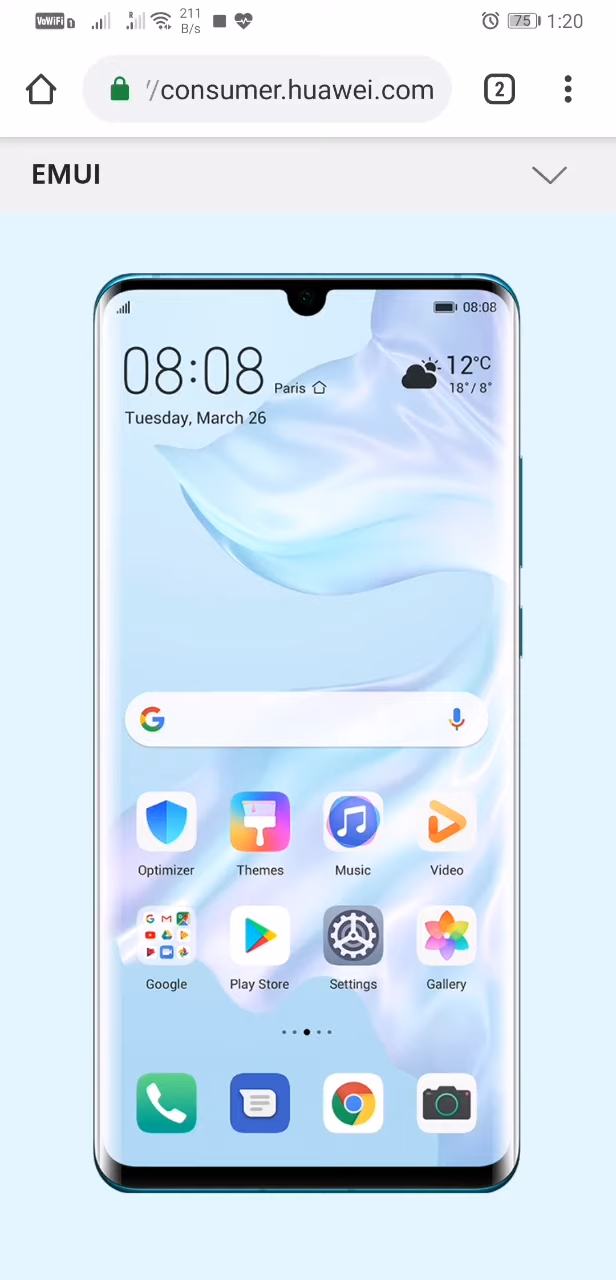 VoWiFi
R
211
B/s
75
1:20
//consumer.huawei.com
2
EMUI
08:08
08:08
Paris
12°C
18°/ 8°
Tuesday, March 26
Optimizer
Themes
Music
Video
Google
Play Store
Settings
Gallery